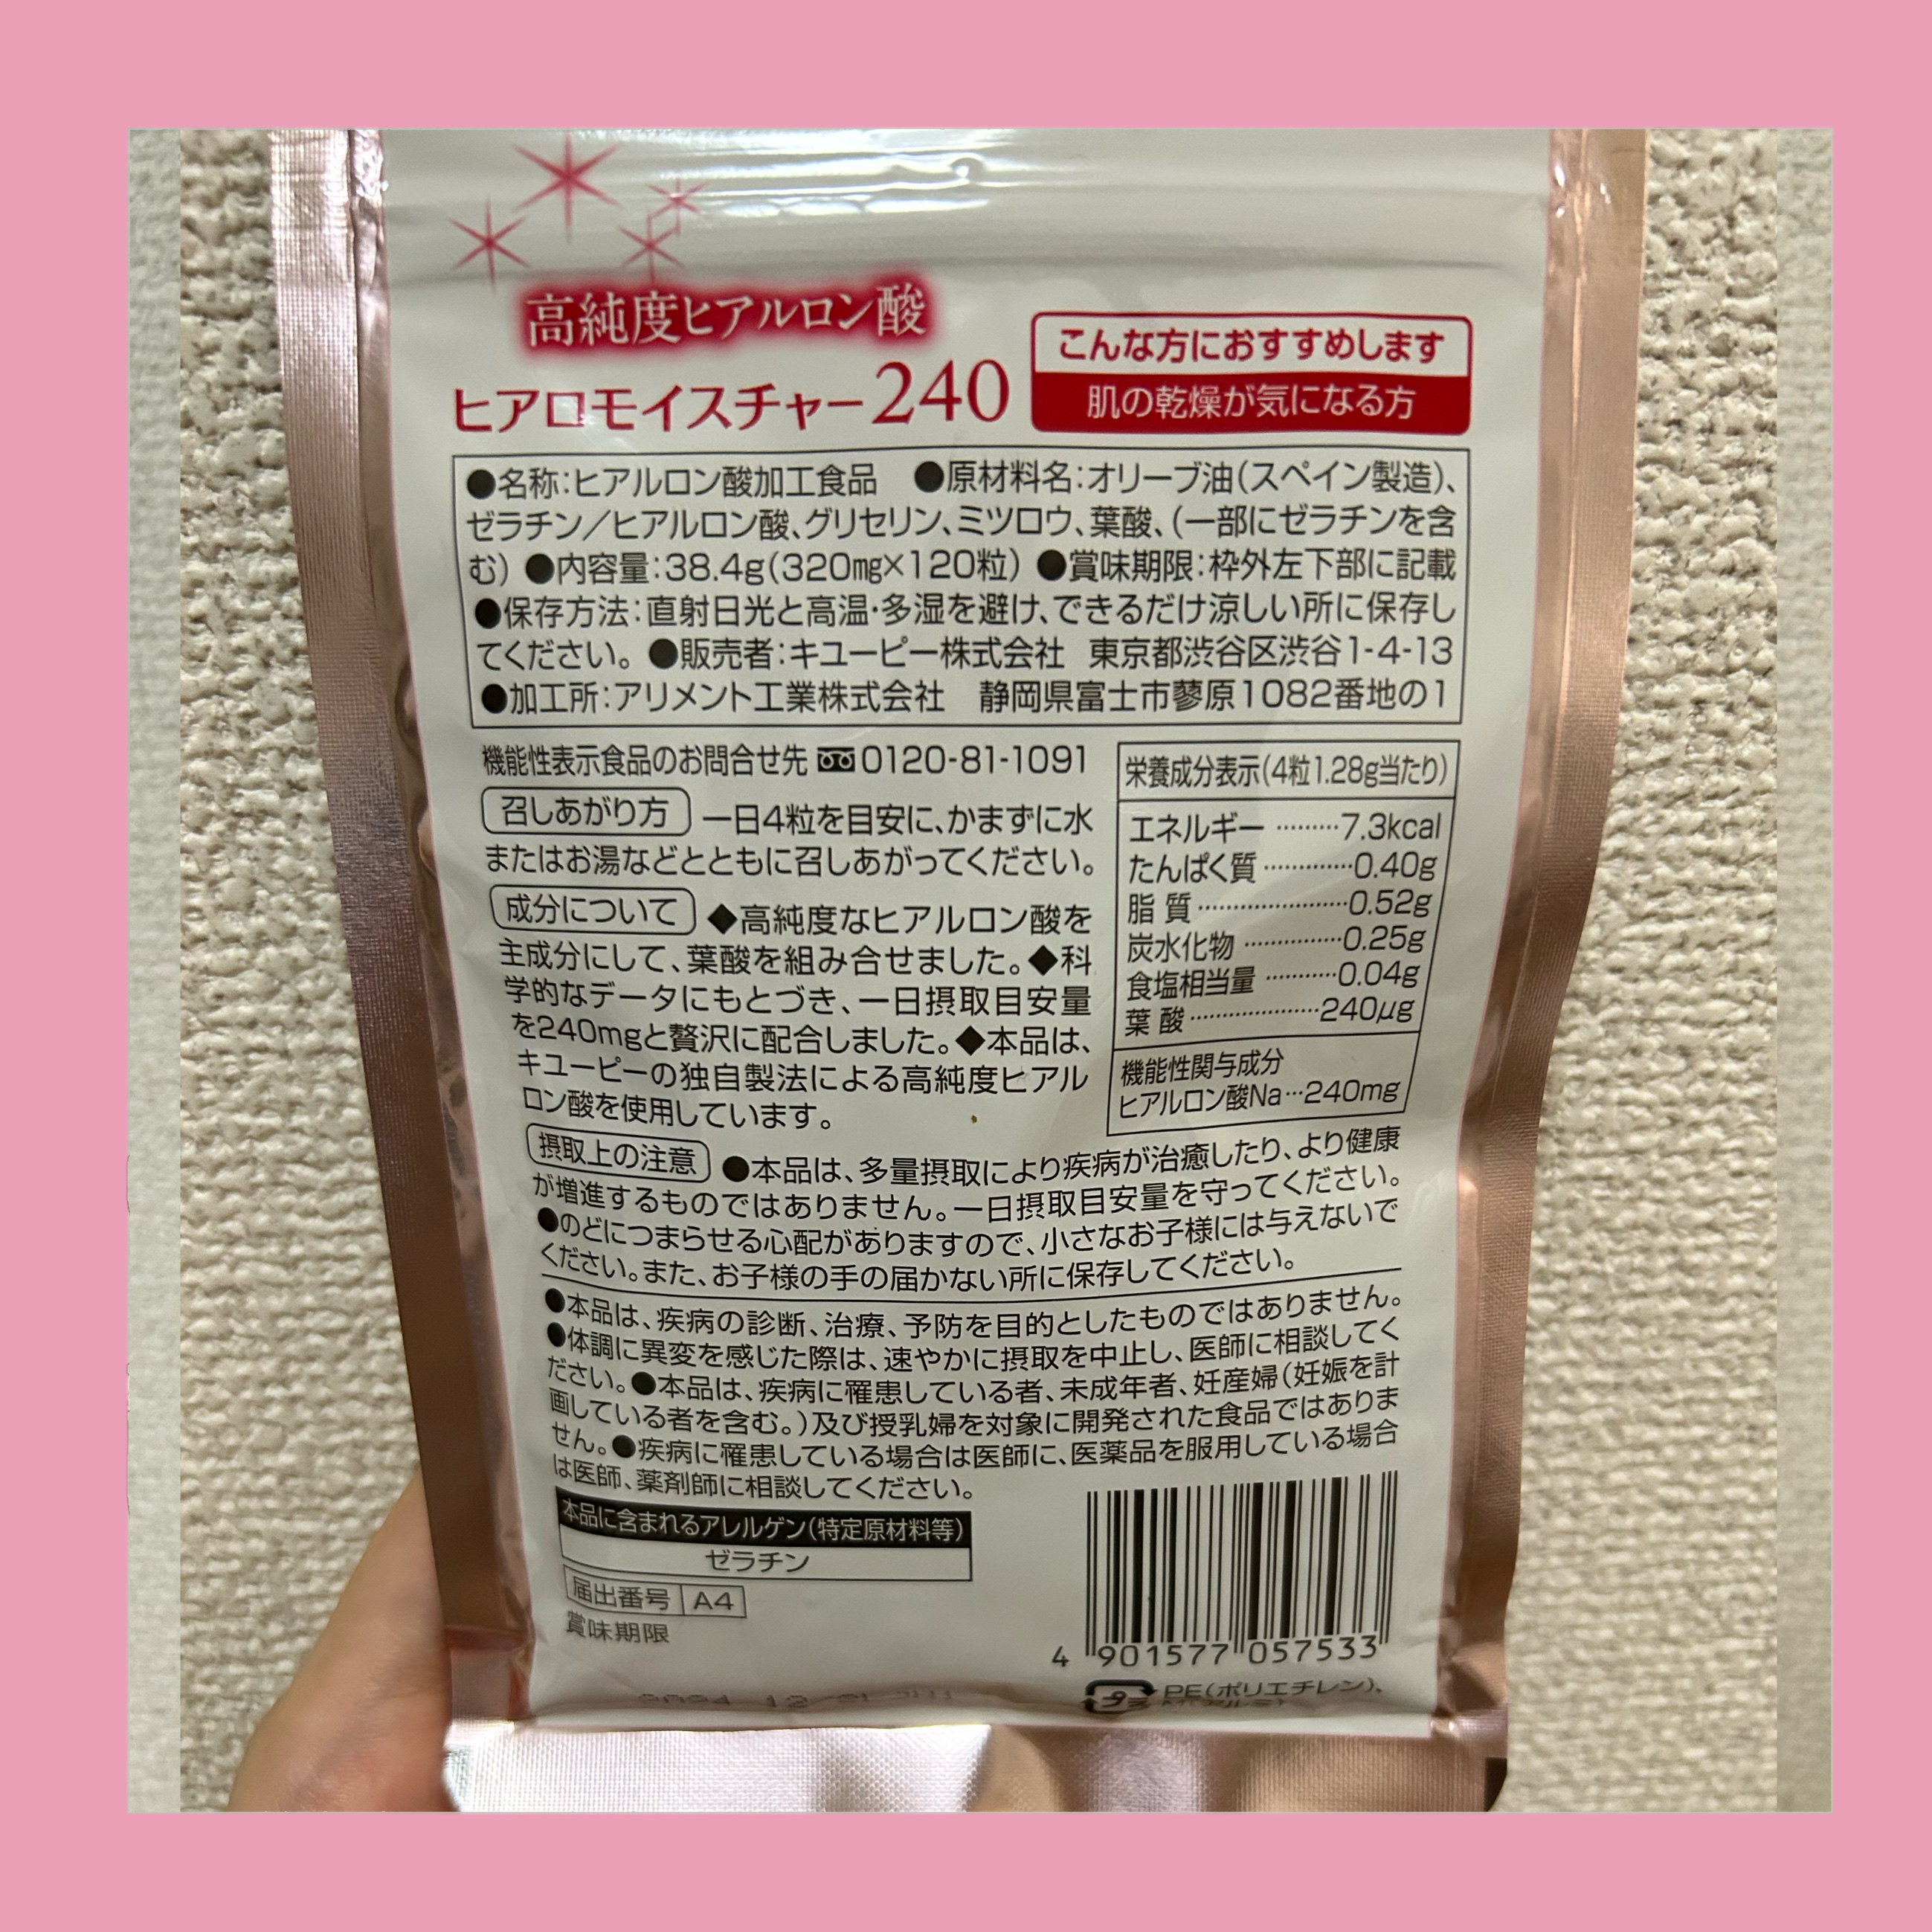 高純度ヒアルロン酸
ヒアロモイスチャー240
こんな方におすすめします
肌の乾燥が気になる方
●名称:ヒアルロン酸加工食品 ●原材料名:オリーブ油(スペイン製造)、
ゼラチン/ヒアルロン酸、グリセリン、ミツロウ、葉酸、(一部にゼラチンを含
む) ●内容量:38.4g(320mg×120粒) ●賞味期限:枠外左下部に記載
●保存方法:直射日光と高温・多湿を避け、できるだけ涼しい所に保存し
てください。●販売者:キユーピー株式会社 東京都渋谷区渋谷1-4-13
●加工所:アリメント工業株式会社 静岡県富士市蓼原1082番地の1
機能性表示食品のお問合せ先 0120-81-1091
召しあがり方 一日4粒を目安に、かまずに水
またはお湯などとともに召しあがってください。
成分について ◆高純度なヒアルロン酸を
主成分にして、葉酸を組み合せました。◆科
学的なデータにもとづき、一日摂取目安量
を240mgと贅沢に配合しました。◆本品は、
キユーピーの独自製法による高純度ヒアル
ロン酸を使用しています。
栄養成分表示(4粒1.28g当たり)
エネルギー ………7.3kcal
たんぱく質 …………0.40g
脂質 …………………0.52g
炭水化物 ……………0.25g
食塩相当量 …………0.04g
葉酸 …………………240μg
機能性関与成分
ヒアルロン酸Na…240mg
摂取上の注意 ●本品は、多量摂取により疾病が治癒したり、より健康
が増進するものではありません。一日摂取目安量を守ってください。
●のどにつまらせる心配がありますので、小さなお子様には与えないで
ください。また、お子様の手の届かない所に保存してください。
●本品は、疾病の診断、治療、予防を目的としたものではありません。
●体調に異変を感じた際は、速やかに摂取を中止し、医師に相談してく
ださい。●本品は、疾病に罹患している者、未成年者、妊産婦(妊娠を計
画している者を含む。)及び授乳婦を対象に開発された食品ではありま
せん。●疾病に罹患している場合は医師に、医薬品を服用している場合
は医師、薬剤師に相談してください。
本品に含まれるアレルゲン(特定原材料等)
ゼラチン
届出番号 A4
賞味期限
4 901577 057533
プラ PE(ポリエチレン)、